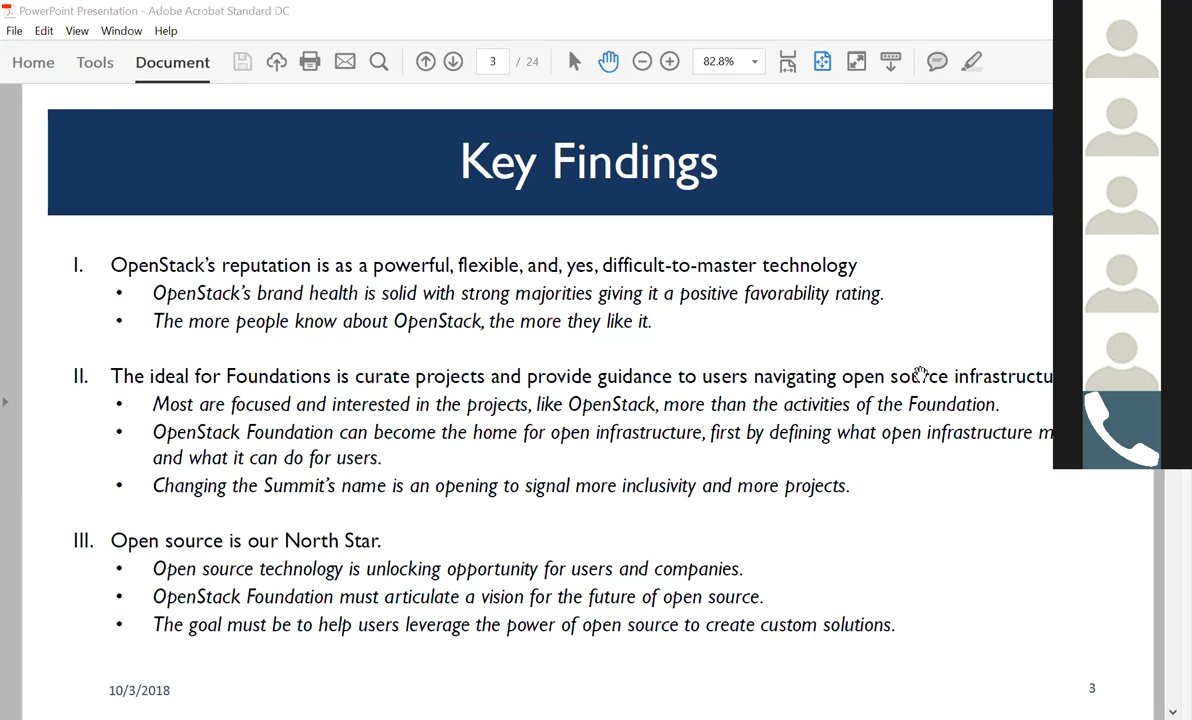 PowerPoint Presentation - Adobe Acrobat Standard DC
File Edit View Window Help
Home Tools Document 3 / 24 82.8%
Key Findings
I. OpenStack's reputation is as a powerful, flexible, and, yes, difficult-to-master technology
• OpenStack's brand health is solid with strong majorities giving it a positive favorability rating.
• The more people know about OpenStack, the more they like it.
II. The ideal for Foundations is curate projects and provide guidance to users navigating open source infrastructu
• Most are focused and interested in the projects, like OpenStack, more than the activities of the Foundation.
• OpenStack Foundation can become the home for open infrastructure, first by defining what open infrastructure m
and what it can do for users.
• Changing the Summit's name is an opening to signal more inclusivity and more projects.
III. Open source is our North Star.
• Open source technology is unlocking opportunity for users and companies.
• OpenStack Foundation must articulate a vision for the future of open source.
• The goal must be to help users leverage the power of open source to create custom solutions.
10/3/2018
3